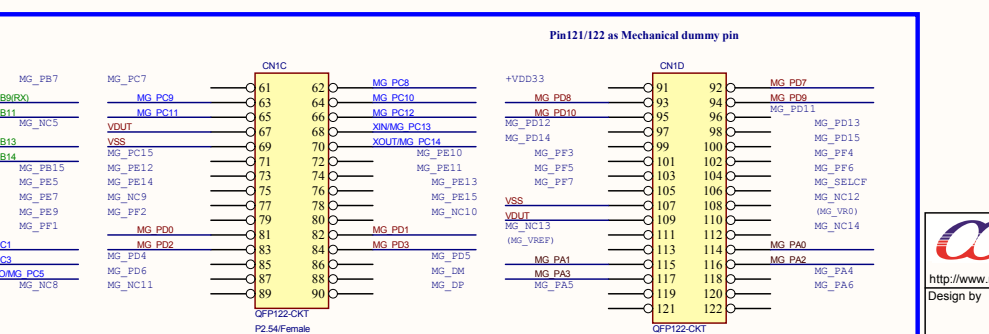 Pin121/122 as Mechanical dummy pin
CN1C
CN1D
MG_PB7 MG_PC7 61 62 MG_PC8 +VDD33 91 92 MG_PD7
B9(RX) MG_PC9 63 64 MG_PC10 MG_PD8 93 94 MG_PD9
B11 MG_PC11 65 66 MG_PC12 MG_PD10 95 96 MG_PD11
MG_NC5 VDUT 67 68 XIN/MG_PC13 MG_PD12 97 98 MG_PD13
B13 VSS 69 70 XOUT/MG_PC14 MG_PD14 99 100 MG_PD15
B14 MG_PC15 71 72 MG_PE10 MG_PF3 101 102 MG_PF4
MG_PB15 MG_PE12 73 74 MG_PE11 MG_PF5 103 104 MG_PF6
MG_PE5 MG_PE14 75 76 MG_PE13 MG_PF7 105 106 MG_SELCF
MG_PE7 MG_NC9 77 78 MG_PE15 VSS 107 108 MG_NC12
MG_PE9 MG_PF2 79 80 MG_NC10 VDUT 109 110 (MG_VR0)
MG_PF1 MG_PD0 81 82 MG_PD1 MG_NC13 111 112 MG_NC14
C1 MG_PD2 83 84 MG_PD3 (MG_VREF) 113 114 MG_PA0
C3 MG_PD4 85 86 MG_PD5 MG_PA1 115 116 MG_PA2
O/MG_PC5 MG_PD6 87 88 MG_DM MG_PA3 117 118 MG_PA4
MG_NC8 MG_NC11 89 90 MG_DP MG_PA5 119 120 MG_PA6
121 122
QFP122-CKT
P2.54/Female
QFP122-CKT
http://www.
Design by